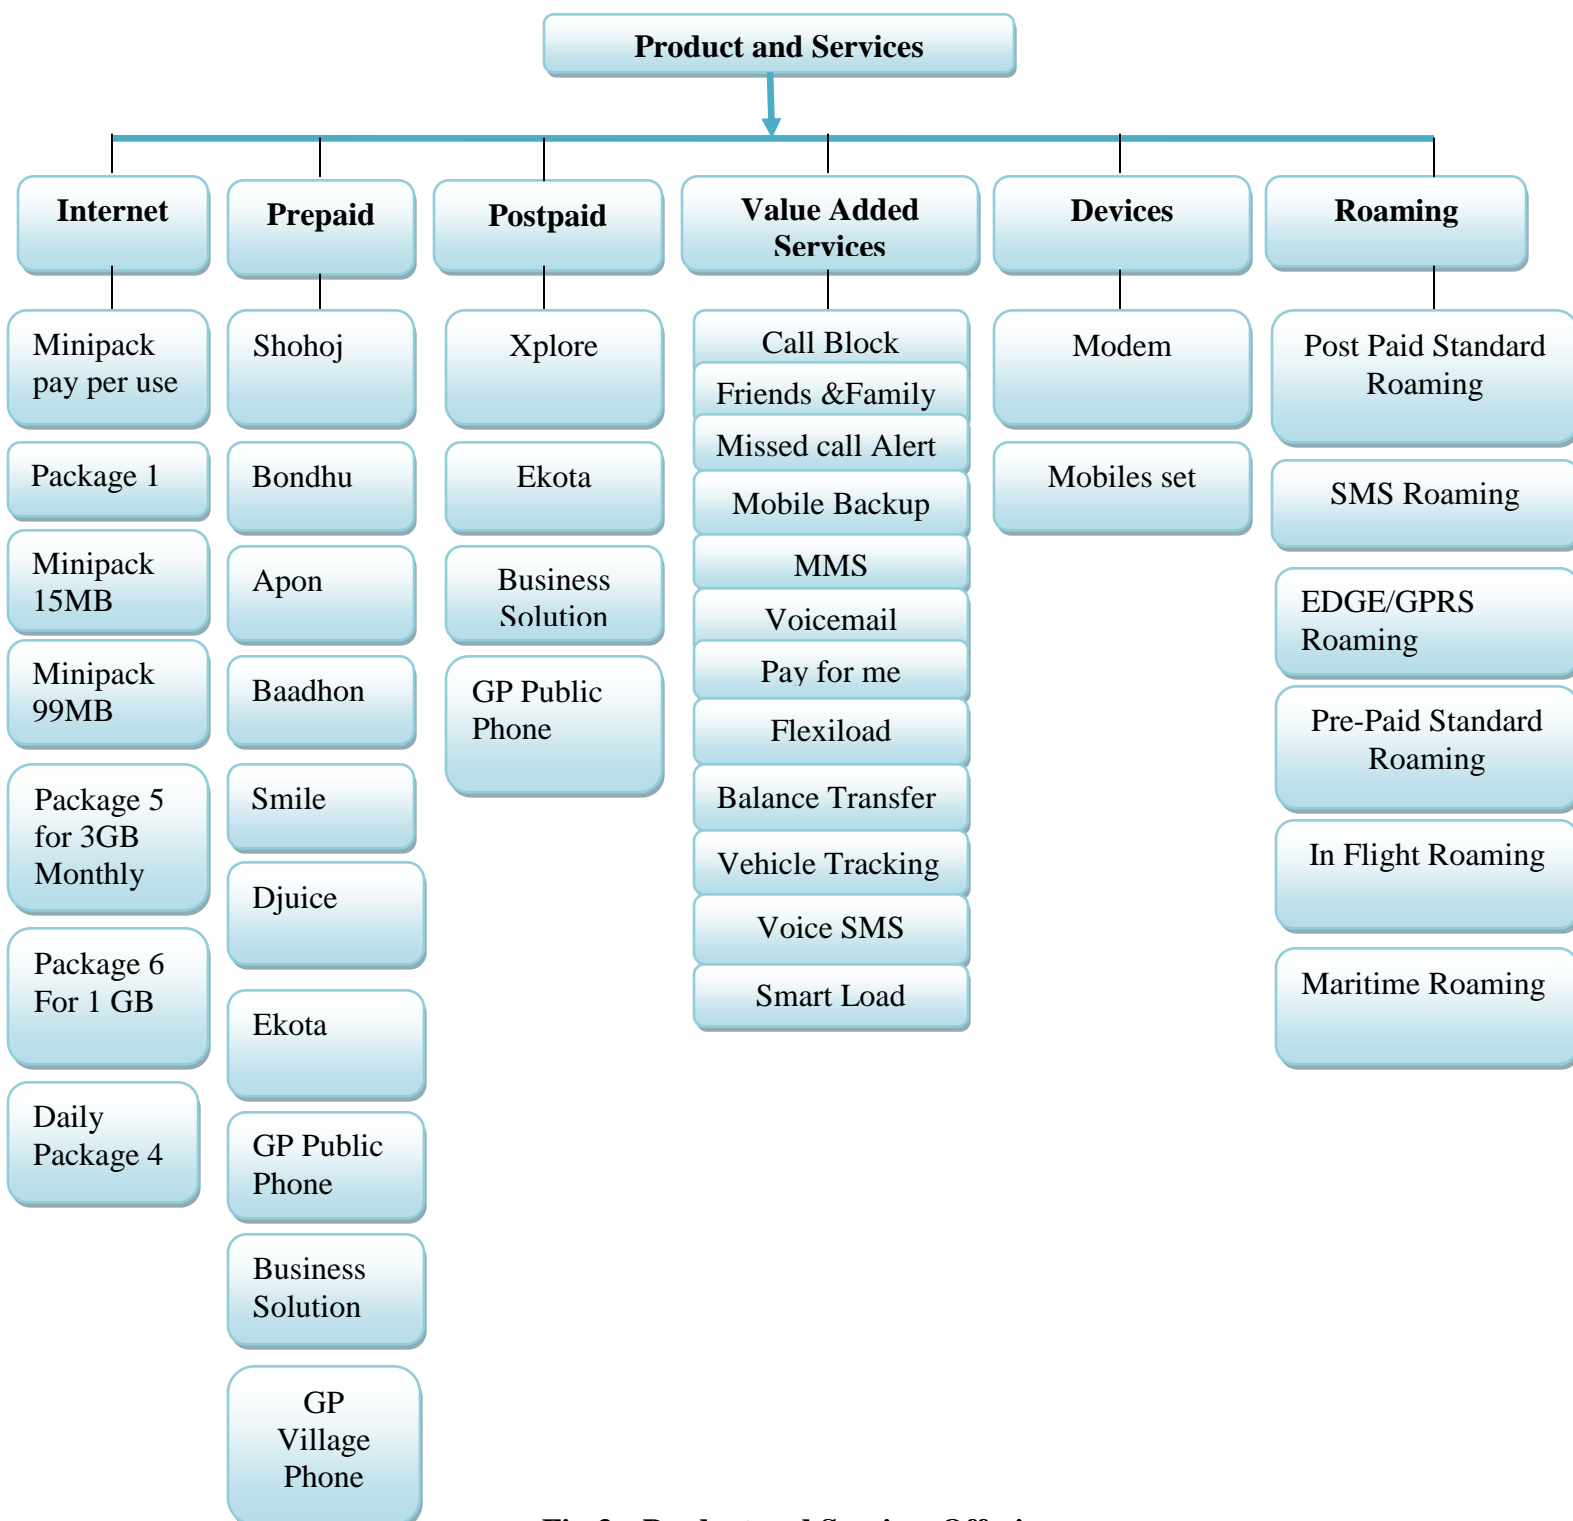 Product and Services
Internet
Prepaid
Postpaid
Value Added
Services
Devices
Roaming
Minipack
pay per use
Package 1
Minipack
15MB
Minipack
99MB
Package 5
for 3GB
Monthly
Package 6
For 1 GB
Daily
Package 4
Shohoj
Bondhu
Apon
Baadhon
Smile
Djuice
Ekota
GP Public
Phone
Business
Solution
GP
Village
Phone
Xplore
Ekota
Business
Solution
GP Public
Phone
Call Block
Friends &Family
Missed call Alert
Mobile Backup
MMS
Voicemail
Pay for me
Flexiload
Balance Transfer
Vehicle Tracking
Voice SMS
Smart Load
Modem
Mobiles set
Post Paid Standard
Roaming
SMS Roaming
EDGE/GPRS
Roaming
Pre-Paid Standard
Roaming
In Flight Roaming
Maritime Roaming